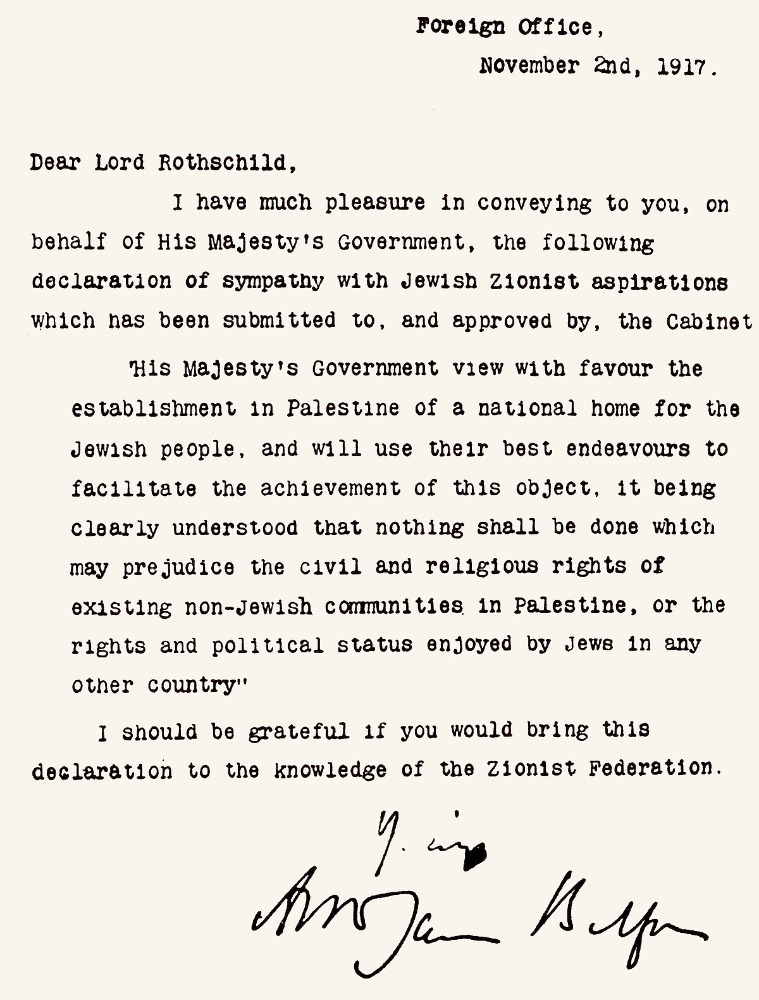 Foreign Office,
November 2nd, 1917.
Dear Lord Rothschild,
I have much pleasure in conveying to you, on
behalf of His Majesty's Government, the following
declaration of sympathy with Jewish Zionist aspirations
which has been submitted to, and approved by, the Cabinet
"His Majesty's Government view with favour the
establishment in Palestine of a national home for the
Jewish people, and will use their best endeavours to
facilitate the achievement of this object, it being
clearly understood that nothing shall be done which
may prejudice the civil and religious rights of
existing non-Jewish communities in Palestine, or the
rights and political status enjoyed by Jews in any
other country"
I should be grateful if you would bring this
declaration to the knowledge of the Zionist Federation.
Arthur James Balfour